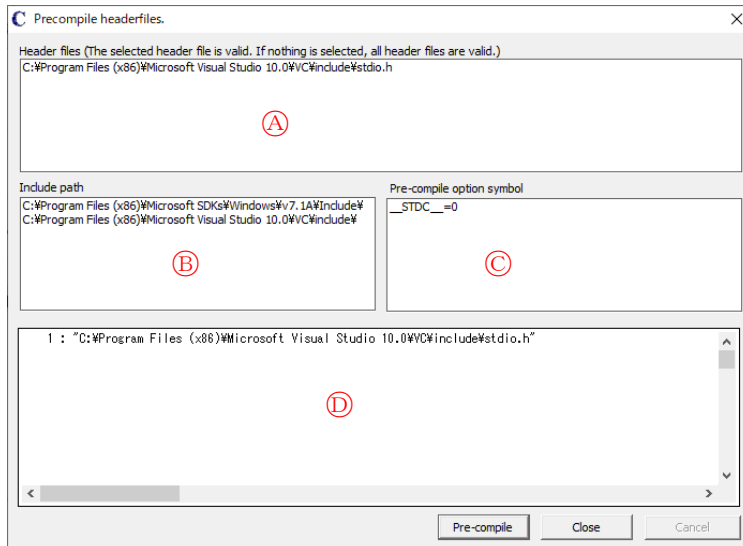 Precompile headerfiles.
Header files (The selected header file is valid. If nothing is selected, all header files are valid.)
C:¥Program Files (x86)¥Microsoft Visual Studio 10.0¥VC¥include¥stdio.h
Ⓐ
Include path
C:¥Program Files (x86)¥Microsoft SDKs¥Windows¥v7.1A¥Include¥
C:¥Program Files (x86)¥Microsoft Visual Studio 10.0¥VC¥include¥
Ⓑ
Pre-compile option symbol
__STDC__=0
Ⓒ
1 : "C:¥Program Files (x86)¥Microsoft Visual Studio 10.0¥VC¥include¥stdio.h"
Ⓓ
Pre-compile Close Cancel